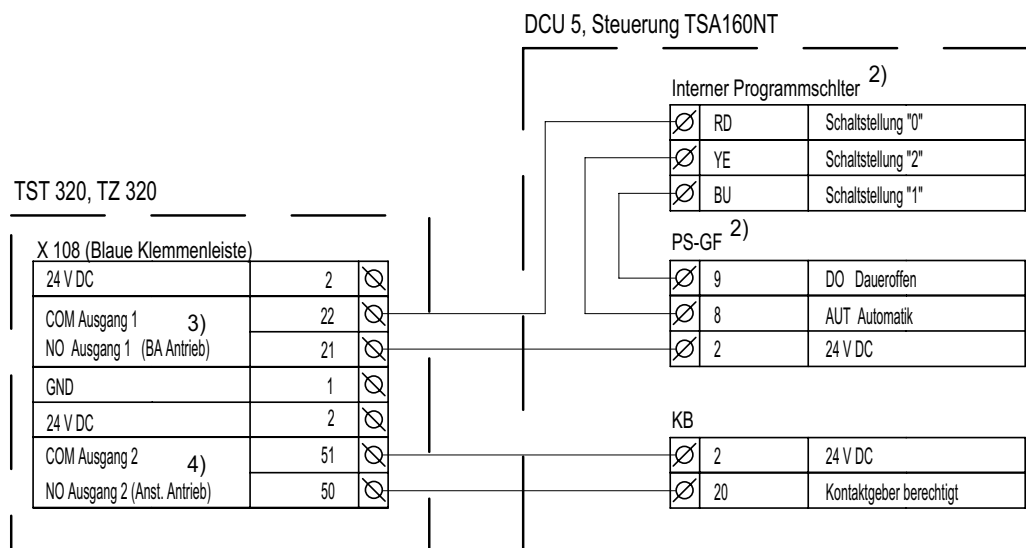 DCU 5, Steuerung TSA160NT
Interner Programmschlter 2)
RD Schaltstellung "0"
YE Schaltstellung "2"
BU Schaltstellung "1"
PS-GF 2)
9 DO Daueroffen
8 AUT Automatik
2 24 V DC
KB
2 24 V DC
20 Kontaktgeber berechtigt
TST 320, TZ 320
X 108 (Blaue Klemmenleiste)
24 V DC 2
COM Ausgang 1 3) 22
NO Ausgang 1 (BA Antrieb) 21
GND 1
24 V DC 2
COM Ausgang 2 4) 51
NO Ausgang 2 (Anst. Antrieb) 50